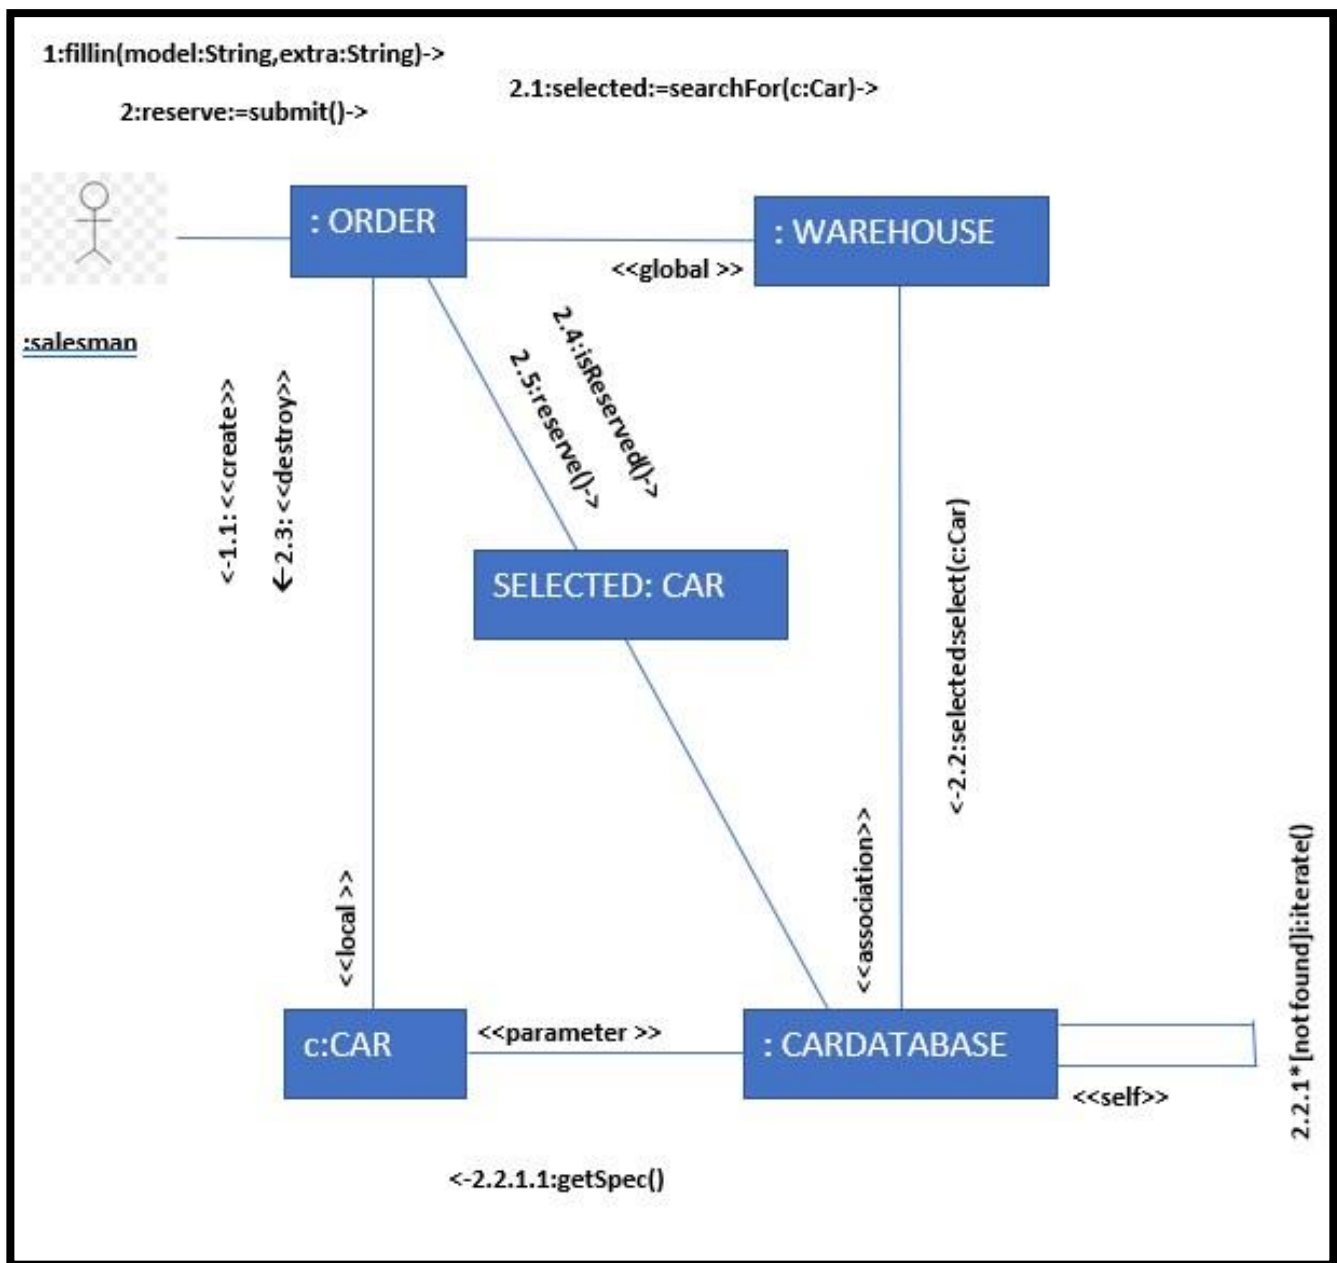 1:fillin(model:String,extra:String)->
2.1:selected:=searchFor(c:Car)->
2:reserve:=submit()->
: ORDER
: WAREHOUSE
<<global >>
:salesman
<-1.1: <<create>>
←2.3: <<destroy>>
2.4:isReserved()->
2.5:reserve()->
SELECTED: CAR
<-2.2:selected:select(c:Car)
<<local >>
<<association>>
2.2.1*[notfound]i:iterate()
c:CAR
<<parameter >>
: CARDATABASE
<<self>>
<-2.2.1.1:getSpec()